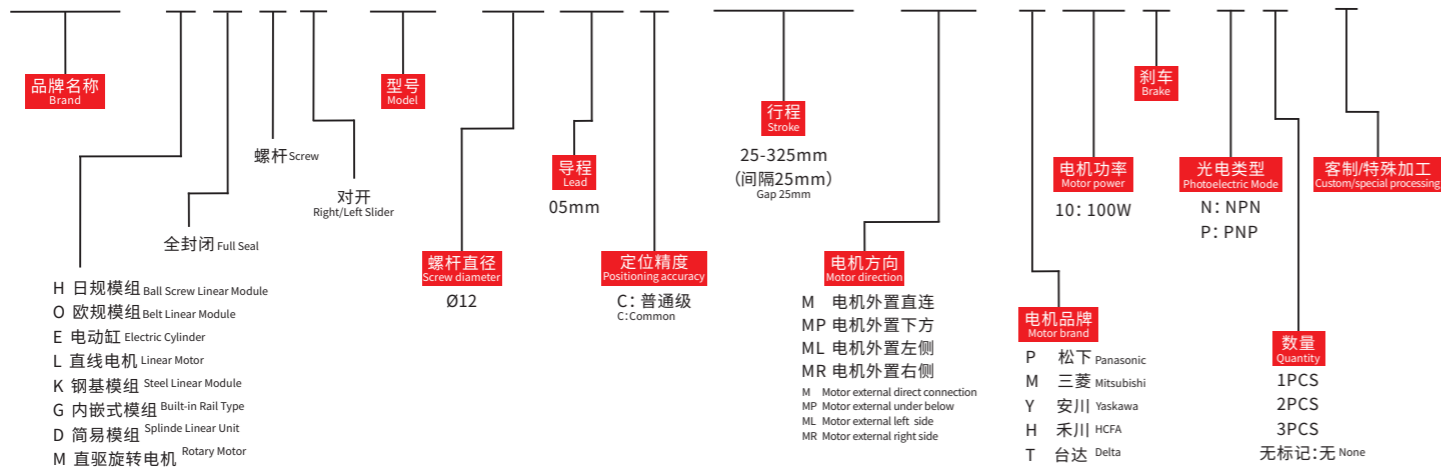 品牌名称
Brand
型号
Model
刹车
Brake
行程
Stroke
25-325mm
（间隔25mm）
Gap 25mm
螺杆 Screw
对开
Right/Left Slider
全封闭 Full Seal
导程
Lead
05mm
电机功率
Motor power
10：100W
光电类型
Photoelectric Mode
N：NPN
P：PNP
客制/特殊加工
Custom/special processing
螺杆直径
Screw diameter
Ø12
定位精度
Positioning accuracy
C：普通级
C:Common
电机方向
Motor direction
M 电机外置直连
MP 电机外置下方
ML 电机外置左侧
MR 电机外置右侧
M Motor external direct connection
MP Motor external under below
ML Motor external left side
MR Motor external right side
H 日规模组 Ball Screw Linear Module
O 欧规模组 Belt Linear Module
E 电动缸 Electric Cylinder
L 直线电机 Linear Motor
K 钢基模组 Steel Linear Module
G 内嵌式模组 Built-in Rail Type
D 简易模组 Splinde Linear Unit
M 直驱旋转电机 Rotary Motor
电机品牌
Motor brand
P 松下 Panasonic
M 三菱 Mitsubishi
Y 安川 Yaskawa
H 禾川 HCFA
T 台达 Delta
数量
Quantity
1PCS
2PCS
3PCS
无标记：无 None